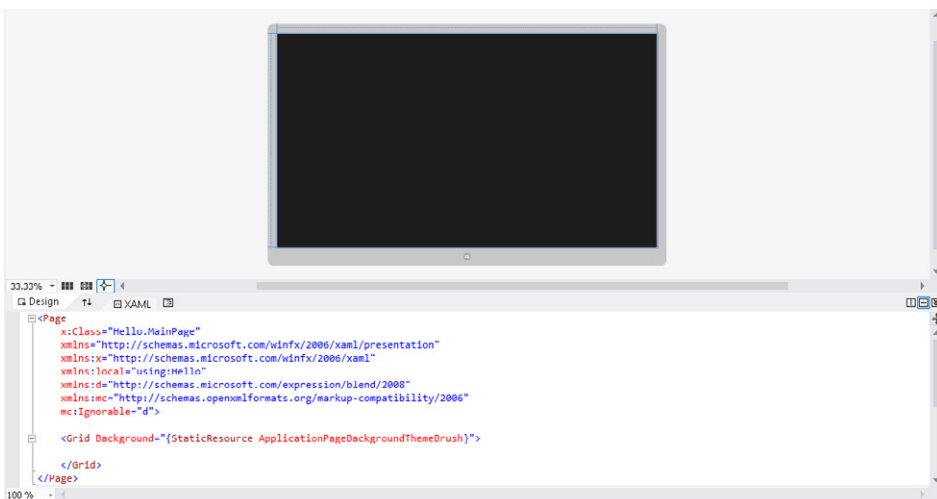 33.33%
Design XAML
<Page
x:Class="Hello.MainPage"
xmlns="http://schemas.microsoft.com/winfx/2006/xaml/presentation"
xmlns:x="http://schemas.microsoft.com/winfx/2006/xaml"
xmlns:local="using:Hello"
xmlns:d="http://schemas.microsoft.com/expression/blend/2008"
xmlns:mc="http://schemas.openxmlformats.org/markup-compatibility/2006"
mc:Ignorable="d">
<Grid Background="{StaticResource ApplicationPageBackgroundThemeBrush}">
</Grid>
</Page>
100 %